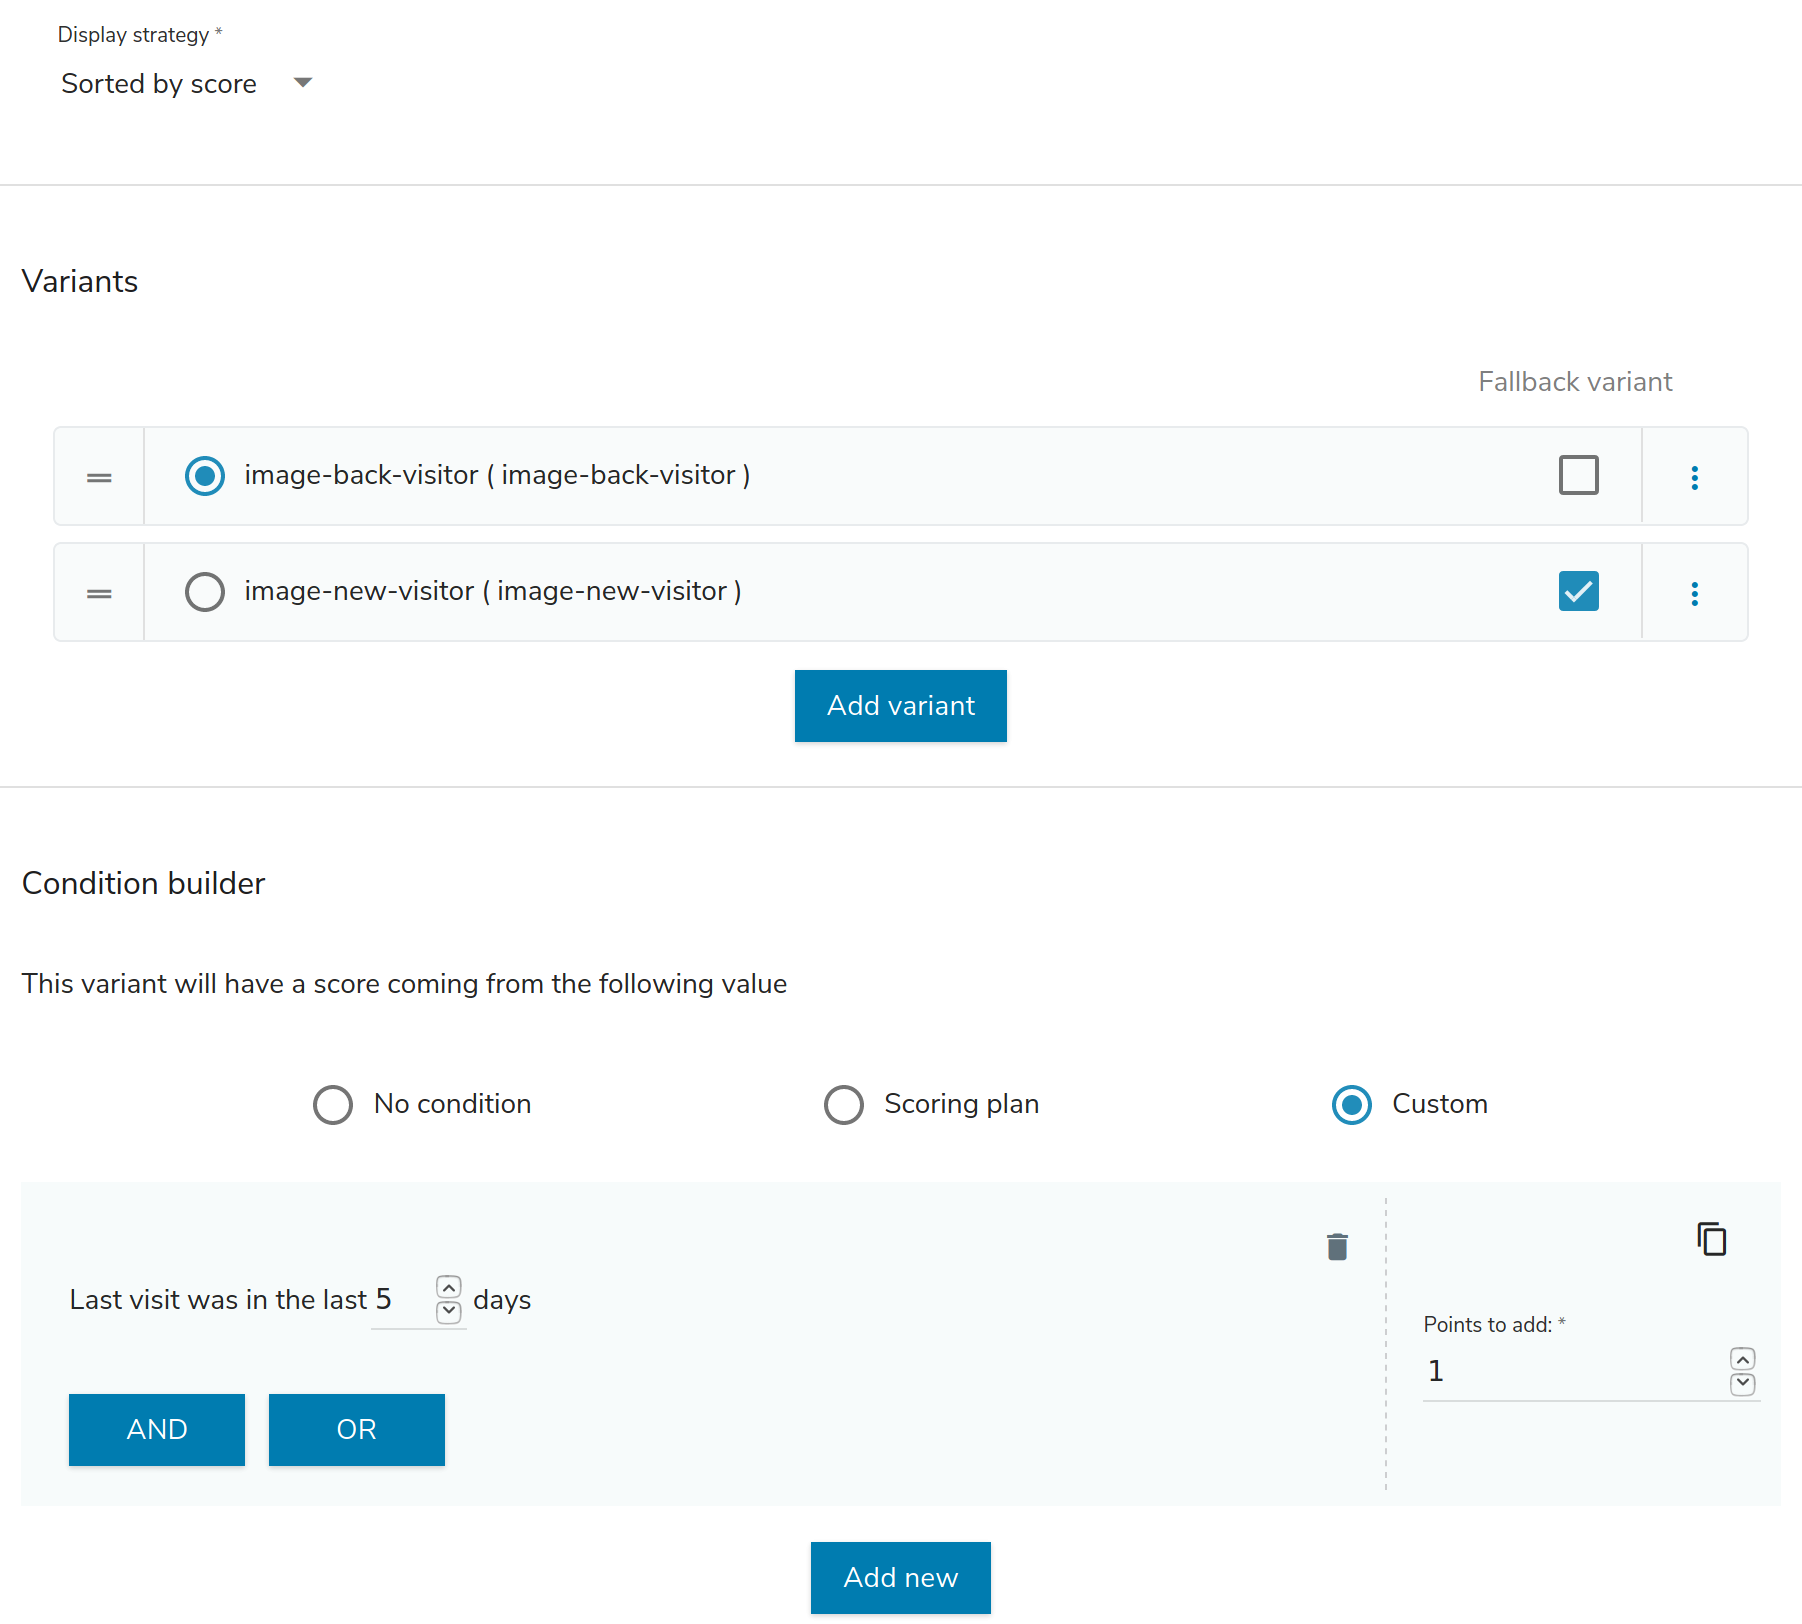 Display strategy *
Sorted by score
Variants
Fallback variant
image-back-visitor ( image-back-visitor )
image-new-visitor ( image-new-visitor )
Add variant
Condition builder
This variant will have a score coming from the following value
No condition
Scoring plan
Custom
Last visit was in the last 5 days
Points to add: *
1
AND
OR
Add new